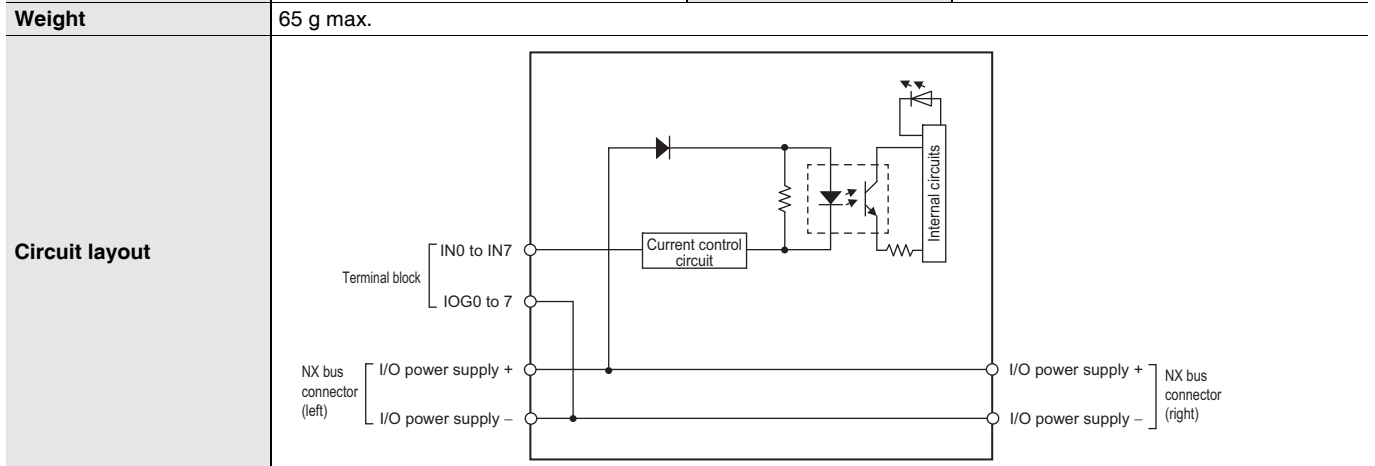 Weight
65 g max.
Circuit layout
Internal circuits
Current control
circuit
IN0 to IN7
Terminal block
IOG0 to 7
NX bus
connector
(left)
I/O power supply +
I/O power supply –
I/O power supply +
I/O power supply –
NX bus
connector
(right)